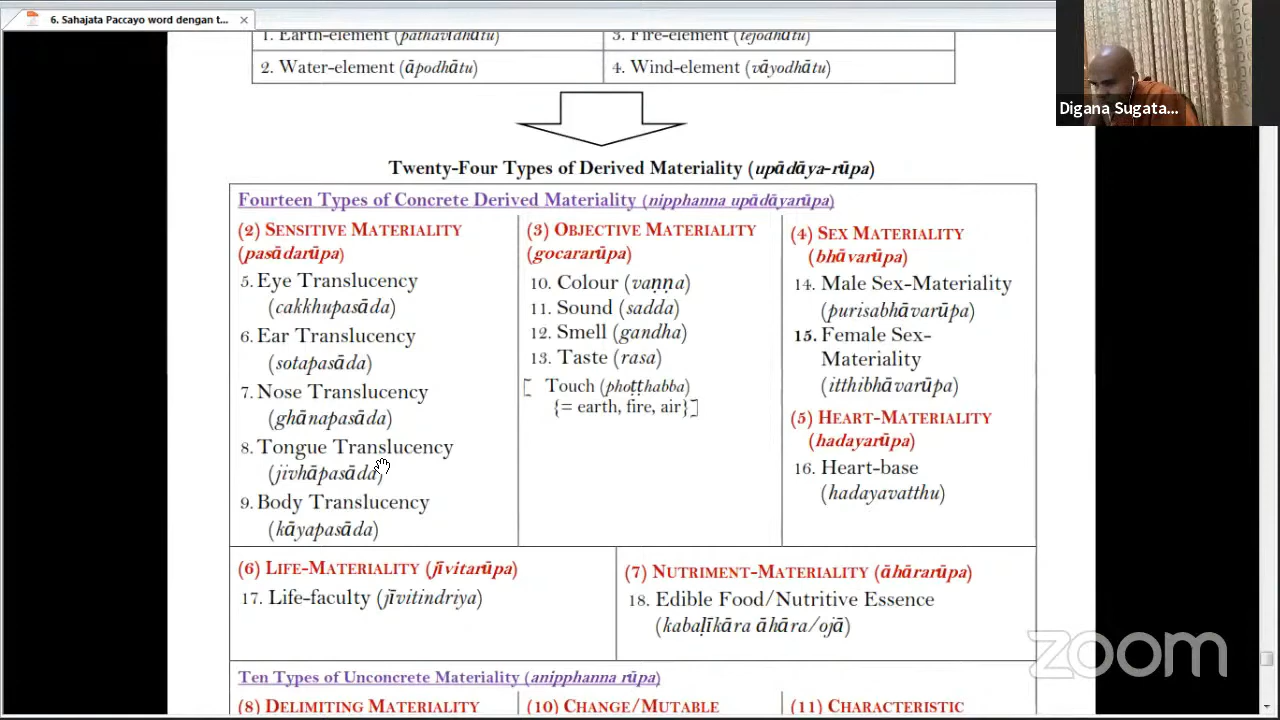 6. Sahajata Paccayo word dengan t...
1. Earth-element (pathavīdhātu)
3. Fire-element (tejodhātu)
2. Water-element (āpodhātu)
4. Wind-element (vāyodhātu)
Digana Sugata...
Twenty-Four Types of Derived Materiality (upādāya-rūpa)
Fourteen Types of Concrete Derived Materiality (nipphanna upādāyarūpa)
(2) SENSITIVE MATERIALITY
(pasādarūpa)
5. Eye Translucency
(cakkhupasāda)
6. Ear Translucency
(sotapasāda)
7. Nose Translucency
(ghānapasāda)
8. Tongue Translucency
(jivhāpasāda)
9. Body Translucency
(kāyapasāda)
(3) OBJECTIVE MATERIALITY
(gocararūpa)
10. Colour (vaṇṇa)
11. Sound (sadda)
12. Smell (gandha)
13. Taste (rasa)
[ Touch (phoṭṭhabba)
{= earth, fire, air}]
(4) SEX MATERIALITY
(bhāvarūpa)
14. Male Sex-Materiality
(purisabhāvarūpa)
15. Female Sex-
Materiality
(itthibhāvarūpa)
(5) HEART-MATERIALITY
(hadayarūpa)
16. Heart-base
(hadayavatthu)
(6) LIFE-MATERIALITY (jīvitarūpa)
17. Life-faculty (jīvitindriya)
(7) NUTRIMENT-MATERIALITY (āhārarūpa)
18. Edible Food/Nutritive Essence
(kabaḷīkāra āhāra/ojā)
zoom
Ten Types of Unconcrete Materiality (anipphanna rūpa)
(8) DELIMITING MATERIALITY
(10) CHANGE/MUTABLE
(11) CHARACTERISTIC